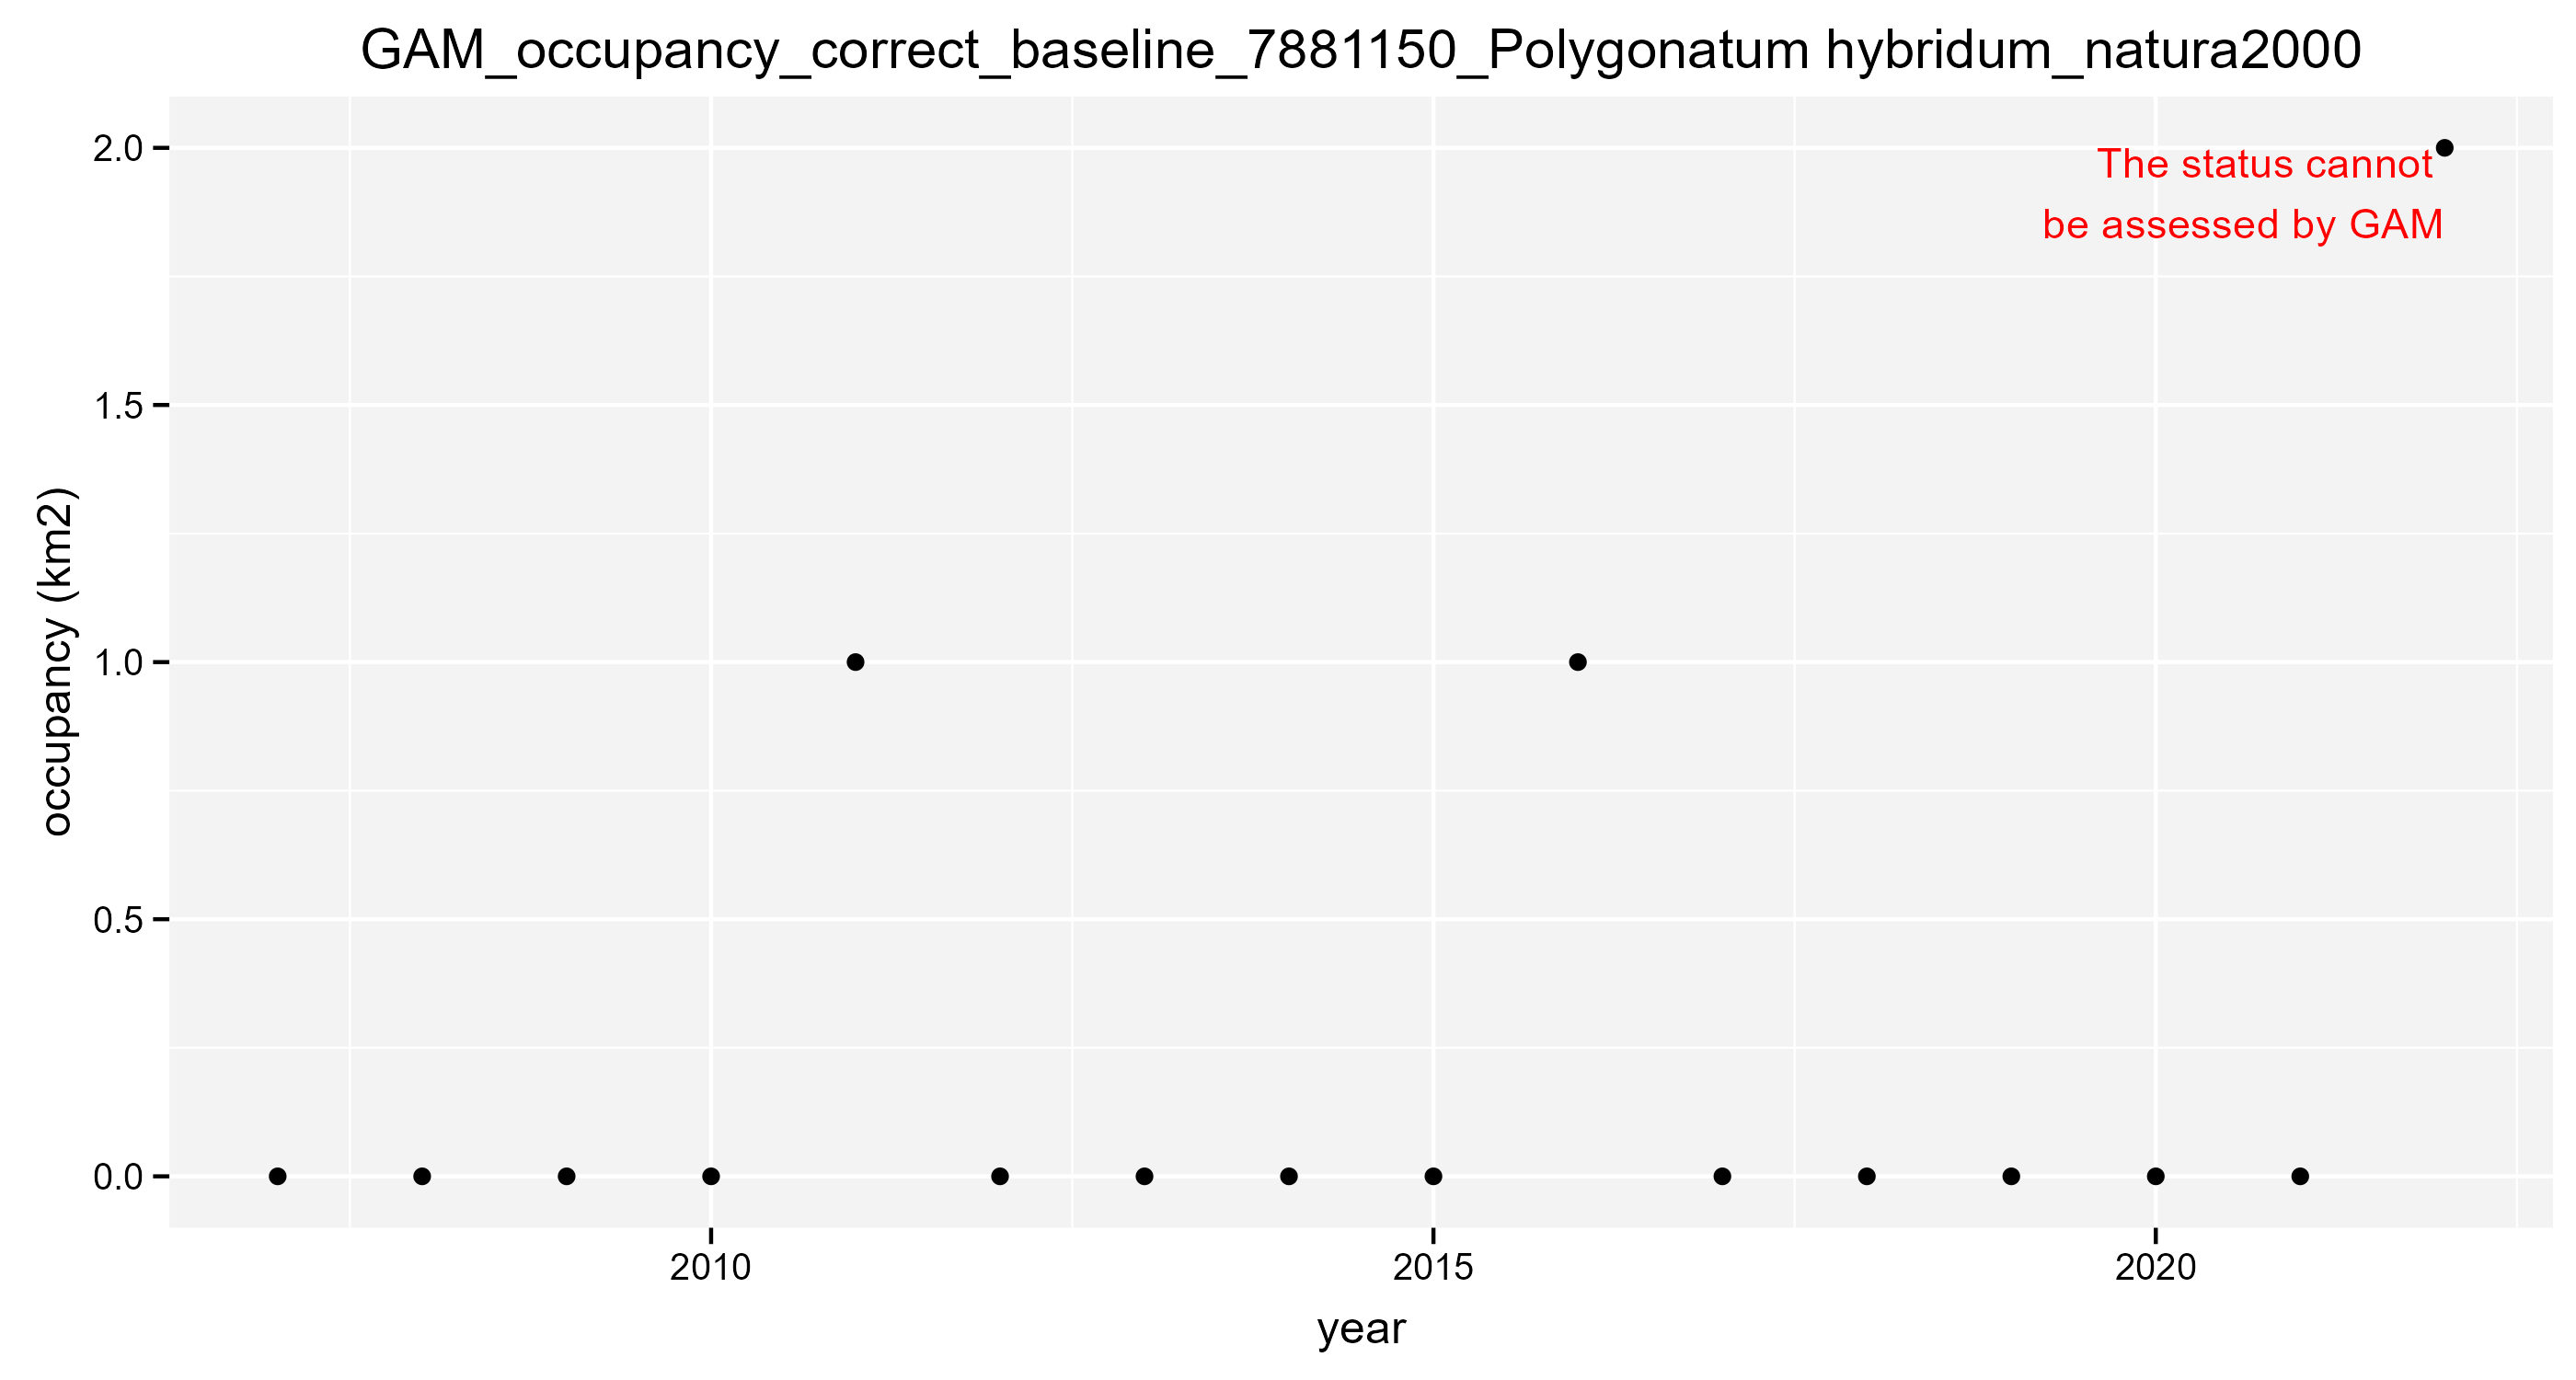 GAM_occupancy_correct_baseline_7881150_Polygonatum hybridum_natura2000
The status cannot
be assessed by GAM
occupancy (km2)
2.0
1.5
1.0
0.5
0.0
2010
2015
2020
year